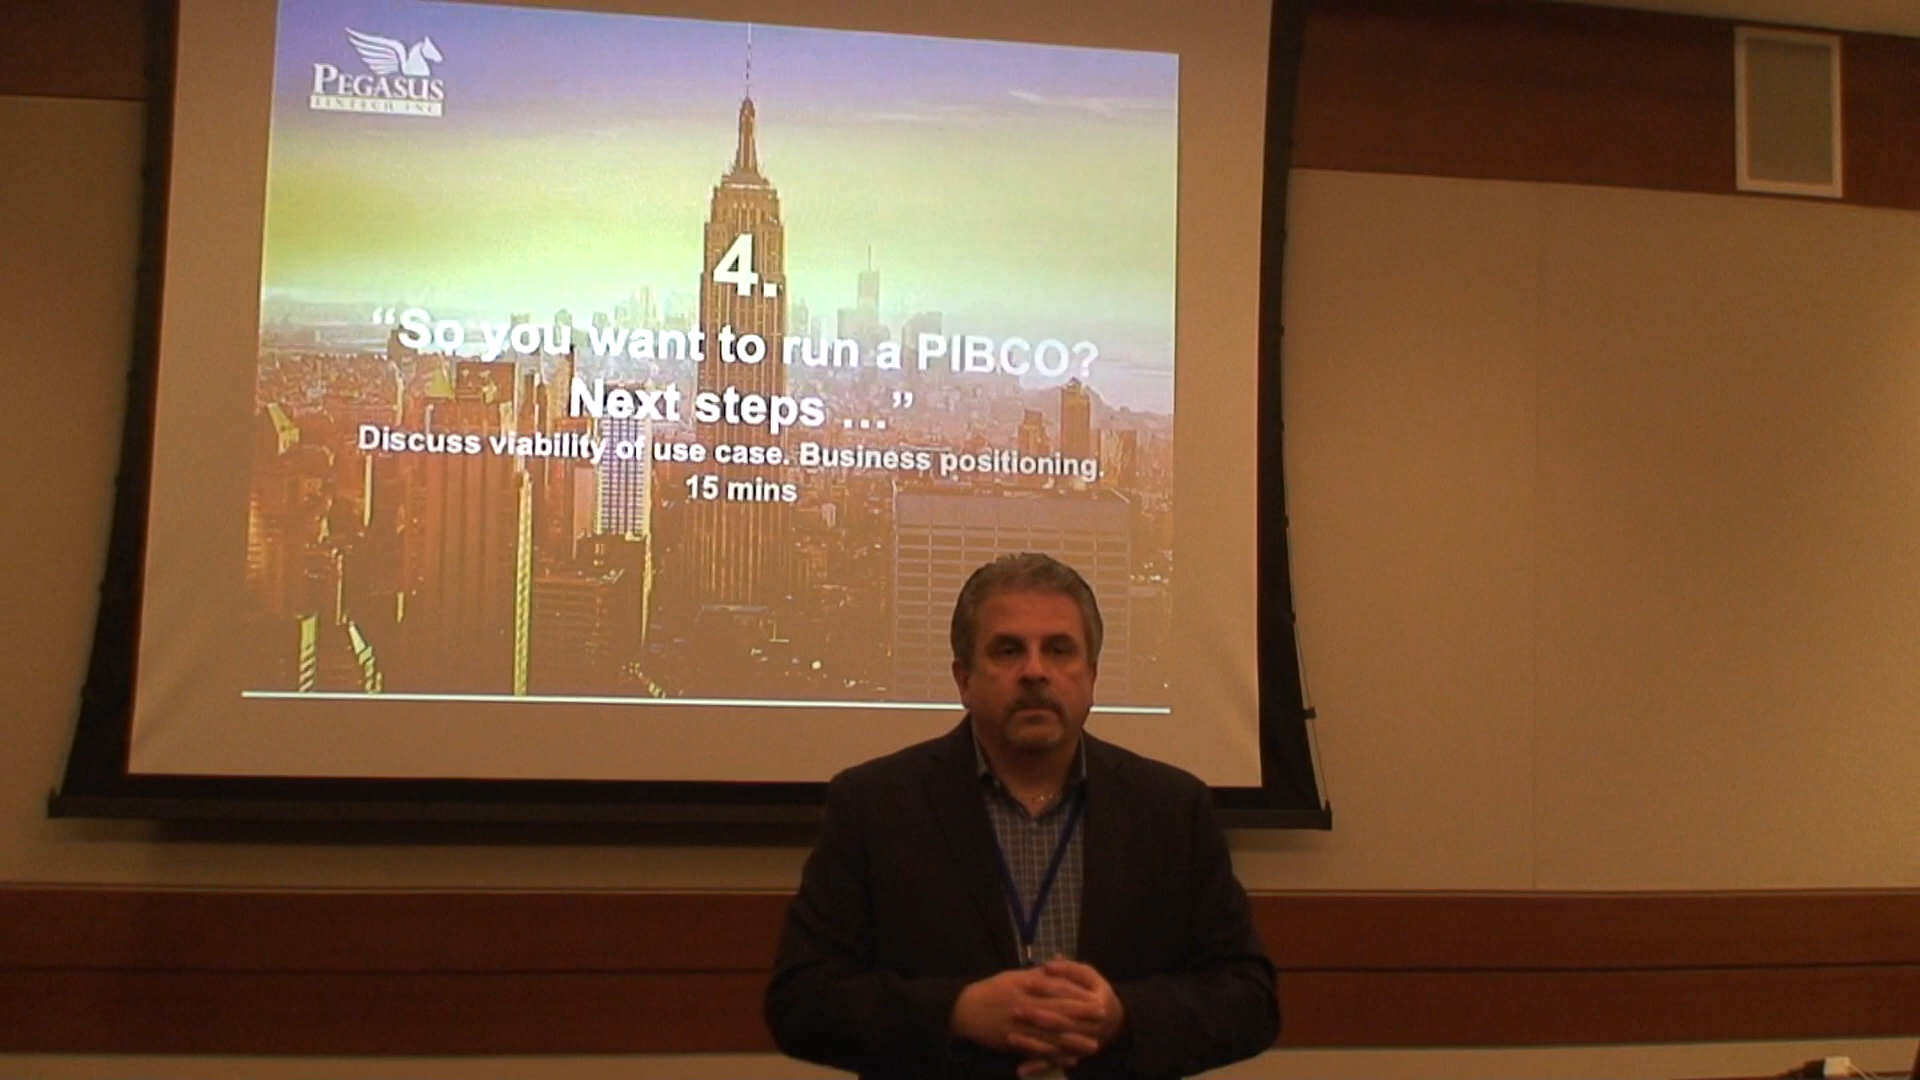 PEGASUS
FINTECH INC
4.
“So you want to run a PIBCO?
Next steps ...”
Discuss viability of use case. Business positioning.
15 mins